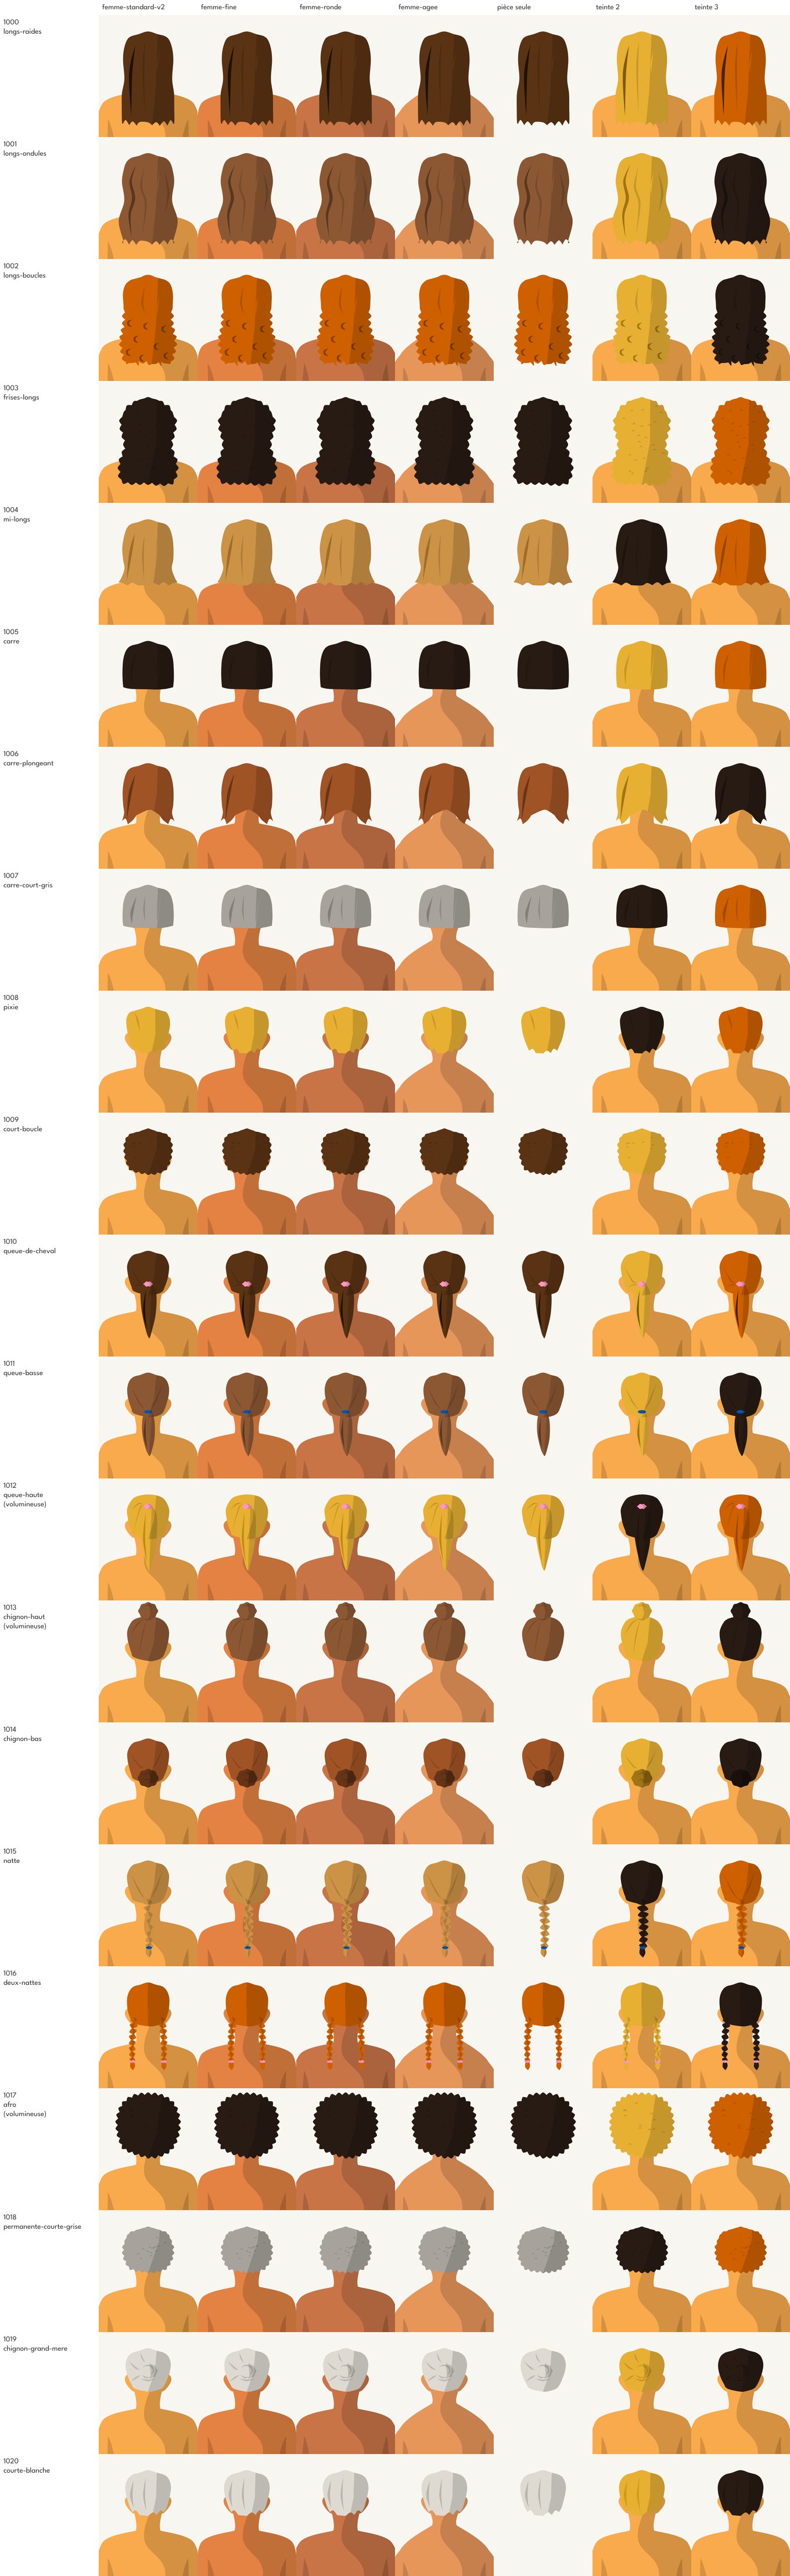 femme-standard-v2 femme-fine femme-ronde femme-agee pièce seule teinte 2 teinte 3
1000
longs-raides
1001
longs-ondules
1002
longs-boucles
1003
frises-longs
1004
mi-longs
1005
carre
1006
carre-plongeant
1007
carre-court-gris
1008
pixie
1009
court-boucle
1010
queue-de-cheval
1011
queue-basse
1012
queue-haute
(volumineuse)
1013
chignon-haut
(volumineuse)
1014
chignon-bas
1015
natte
1016
deux-nattes
1017
afro
(volumineuse)
1018
permanente-courte-grise
1019
chignon-grand-mere
1020
courte-blanche